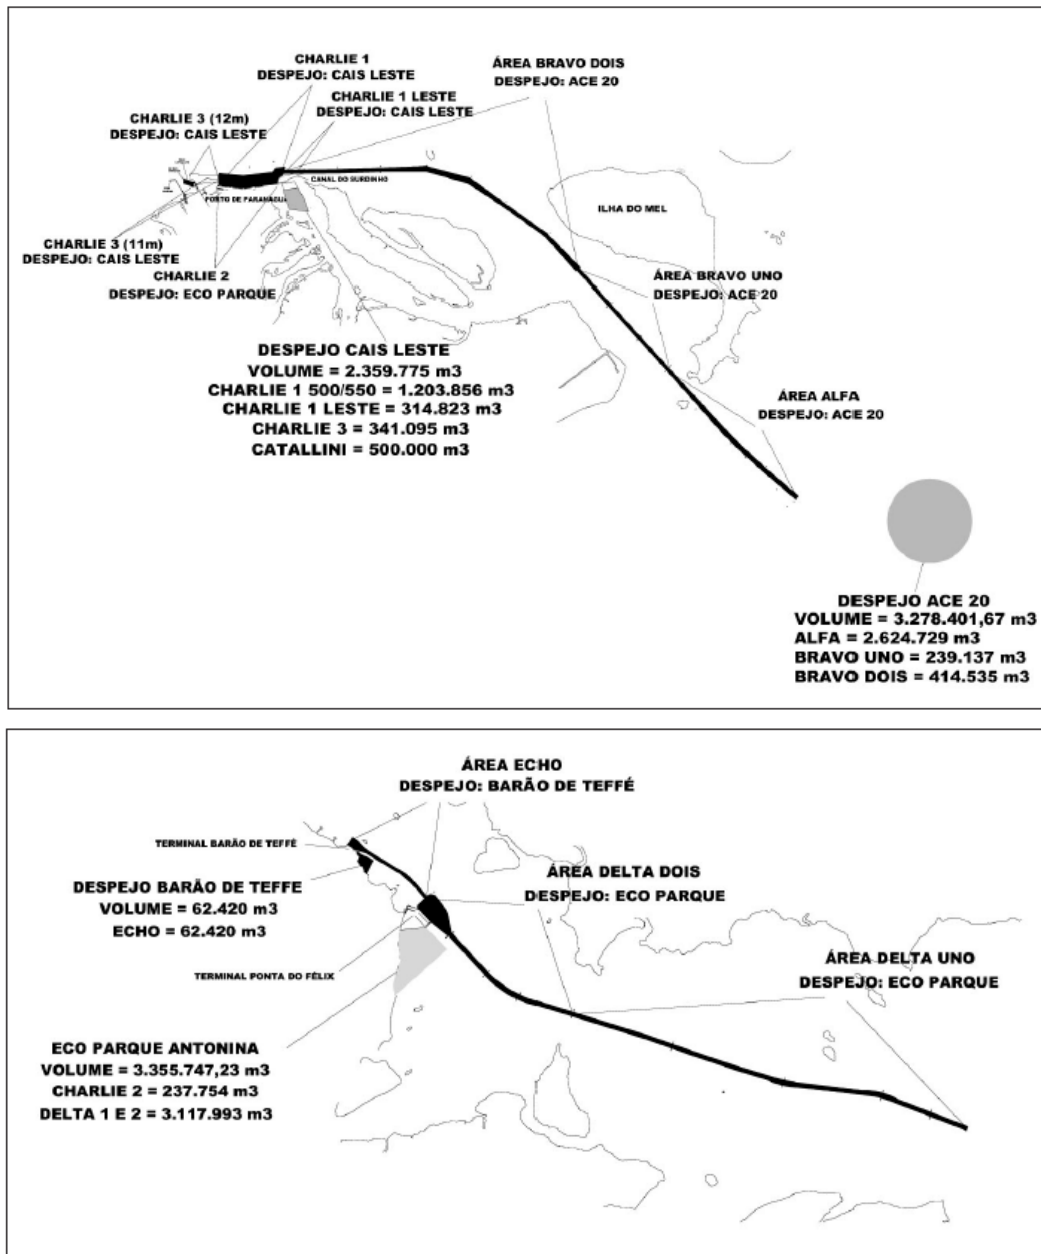 CHARLIE 1
DESPEJO: CAIS LESTE
ÁREA BRAVO DOIS
DESPEJO: ACE 20
CHARLIE 1 LESTE
DESPEJO: CAIS LESTE
CHARLIE 3 (12m)
DESPEJO: CAIS LESTE
CANAL DO SURDINHO
PORTO DE PARANAGUÁ
ILHA DO MEL
CHARLIE 3 (11m)
DESPEJO: CAIS LESTE
CHARLIE 2
DESPEJO: ECO PARQUE
ÁREA BRAVO UNO
DESPEJO: ACE 20
DESPEJO CAIS LESTE
VOLUME = 2.359.775 m3
CHARLIE 1 500/550 = 1.203.856 m3
CHARLIE 1 LESTE = 314.823 m3
CHARLIE 3 = 341.095 m3
CATALLINI = 500.000 m3
ÁREA ALFA
DESPEJO: ACE 20
DESPEJO ACE 20
VOLUME = 3.278.401,67 m3
ALFA = 2.624.729 m3
BRAVO UNO = 239.137 m3
BRAVO DOIS = 414.535 m3
ÁREA ECHO
DESPEJO: BARÃO DE TEFFÉ
TERMINAL BARÃO DE TEFFÉ
DESPEJO BARÃO DE TEFFE
VOLUME = 62.420 m3
ECHO = 62.420 m3
ÁREA DELTA DOIS
DESPEJO: ECO PARQUE
TERMINAL PONTA DO FÉLIX
ÁREA DELTA UNO
DESPEJO: ECO PARQUE
ECO PARQUE ANTONINA
VOLUME = 3.355.747,23 m3
CHARLIE 2 = 237.754 m3
DELTA 1 E 2 = 3.117.993 m3